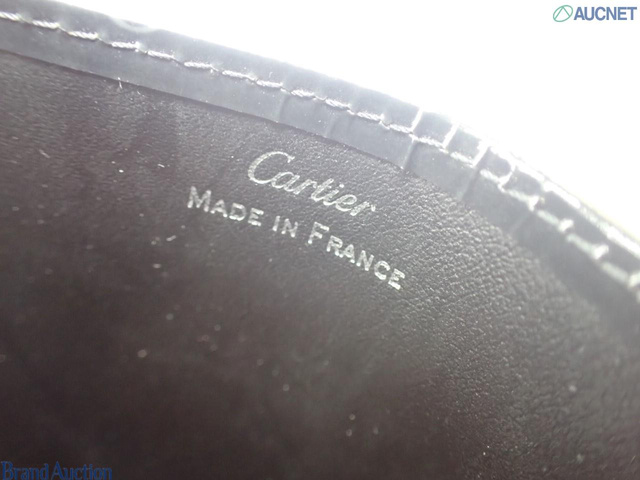 AUCNET
Cartier
MADE IN FRANCE
Brand Auction